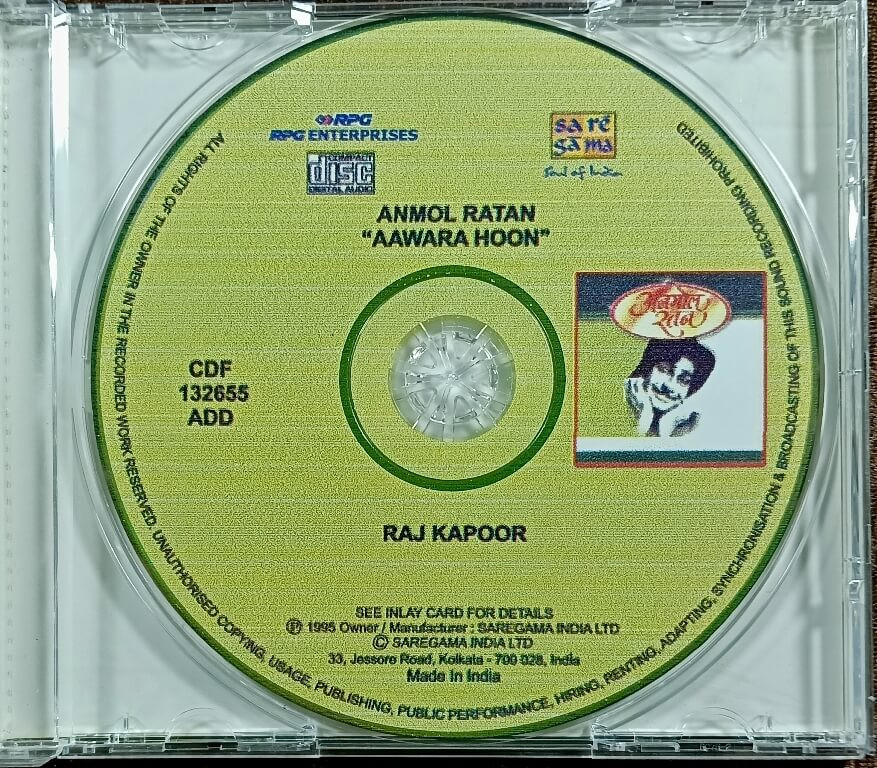 RPG
RPG ENTERPRISES
COMPACT
disc
DIGITAL AUDIO
sa re
ga ma
Soul of India
ANMOL RATAN
“AAWARA HOON”
अनमोल
रतन
CDF
132655
ADD
RAJ KAPOOR
SEE INLAY CARD FOR DETAILS
Ⓟ 1995 Owner / Manufacturer : SAREGAMA INDIA LTD
© SAREGAMA INDIA LTD
33, Jessore Road, Kolkata - 700 028, India
Made In India
ALL RIGHTS OF THE OWNER IN THE RECORDED WORK RESERVED. UNAUTHORISED COPYING, USAGE, PUBLISHING, PUBLIC PERFORMANCE, HIRING, RENTING, ADAPTING, SYNCHRONISATION & BROADCASTING OF THIS SOUND RECORDING PROHIBITED